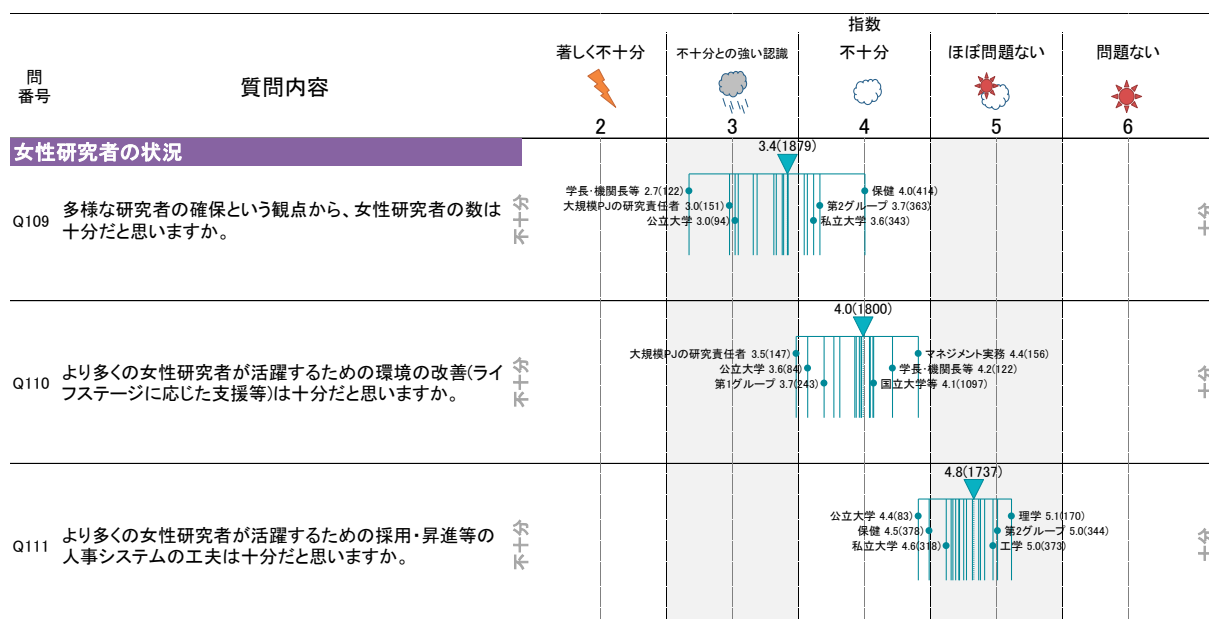 指数
問
番号
質問内容
著しく不十分
不十分との強い認識
不十分
ほぼ問題ない
問題ない
2
3
4
5
6
女性研究者の状況
Q109
多様な研究者の確保という観点から、女性研究者の数は
十分だと思いますか。
不十分
3.4(1879)
学長・機関長等 2.7(122)
大規模PJの研究責任者 3.0(151)
公立大学 3.0(94)
保健 4.0(414)
第2グループ 3.7(363)
私立大学 3.6(343)
十分
Q110
より多くの女性研究者が活躍するための環境の改善(ライ
フステージに応じた支援等)は十分だと思いますか。
不十分
4.0(1800)
大規模PJの研究責任者 3.5(147)
公立大学 3.6(84)
第1グループ 3.7(243)
マネジメント実務 4.4(156)
学長・機関長等 4.2(122)
国立大学等 4.1(1097)
十分
Q111
より多くの女性研究者が活躍するための採用・昇進等の
人事システムの工夫は十分だと思いますか。
不十分
4.8(1737)
公立大学 4.4(83)
保健 4.5(378)
私立大学 4.6(318)
理学 5.1(170)
第2グループ 5.0(344)
工学 5.0(373)
十分